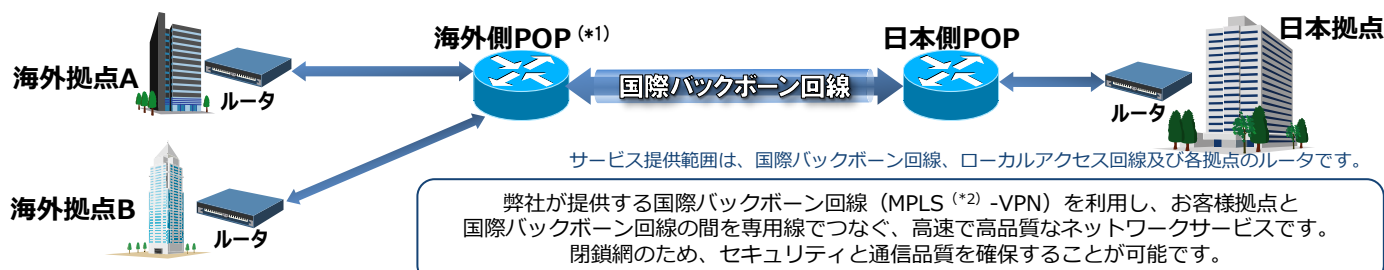 海外側POP (*1)
日本側POP
日本拠点
海外拠点A
ルータ
国際バックボーン回線
ルータ
サービス提供範囲は、国際バックボーン回線、ローカルアクセス回線及び各拠点のルータです。
海外拠点B
ルータ
弊社が提供する国際バックボーン回線（MPLS (*2) -VPN）を利用し、お客様拠点と
国際バックボーン回線の間を専用線でつなぐ、高速で高品質なネットワークサービスです。
閉鎖網のため、セキュリティと通信品質を確保することが可能です。